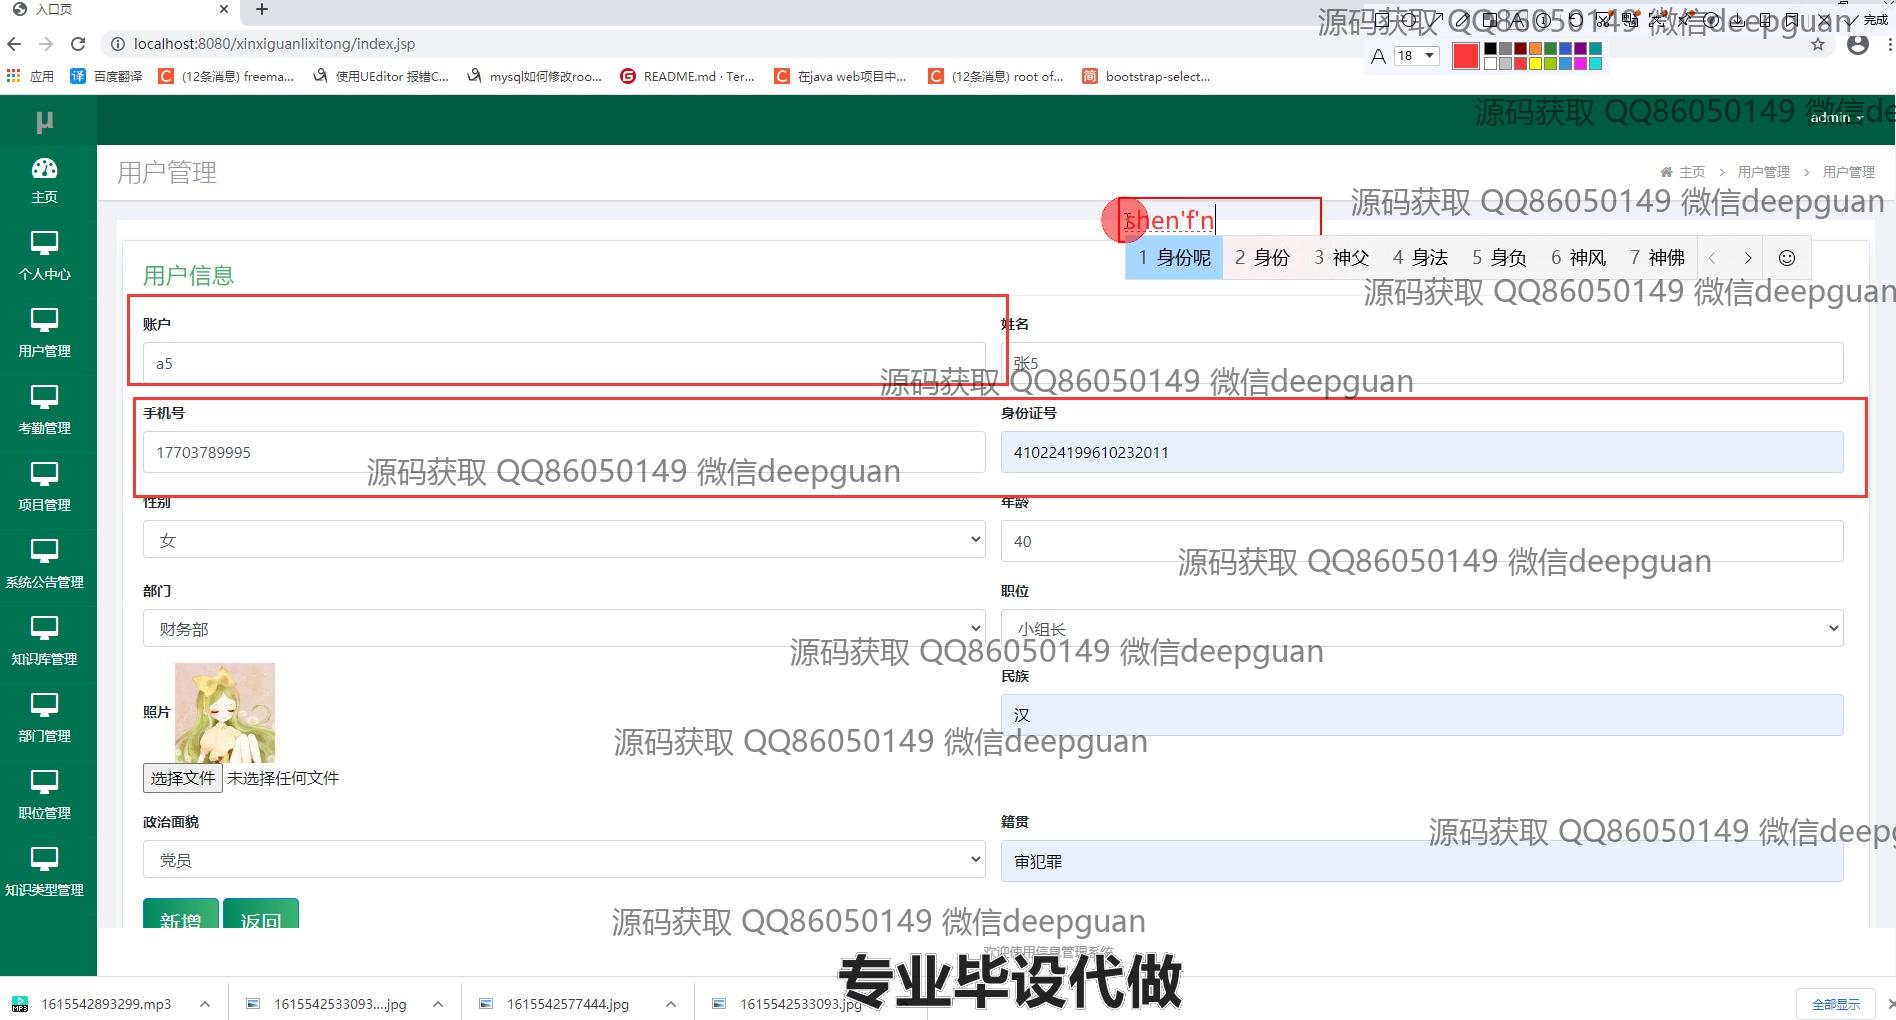 入口页
localhost:8080/xinxiguanlixitong/index.jsp
完成
应用
百度翻译
(12条消息) freema...
使用UEditor 报错C...
mysql如何修改roo...
README.md · Ter...
在java web项目中...
(12条消息) root of...
bootstrap-select...
A 18
源码获取 QQ86050149 微信deepguan
μ
admin
源码获取 QQ86050149 微信de
主页
个人中心
用户管理
考勤管理
项目管理
系统公告管理
知识库管理
部门管理
职位管理
知识类型管理
用户管理
主页 > 用户管理 > 用户管理
源码获取 QQ86050149 微信deepguan
shen'f'n
1 身份呢 2 身份 3 神父 4 身法 5 身负 6 神风 7 神佛
源码获取 QQ86050149 微信deepguan
用户信息
账户
姓名
a5
张5
源码获取 QQ86050149 微信deepguan
手机号
身份证号
17703789995
410224199610232011
源码获取 QQ86050149 微信deepguan
性别
年龄
女
40
源码获取 QQ86050149 微信deepguan
部门
职位
财务部
小组长
源码获取 QQ86050149 微信deepguan
照片
民族
汉
源码获取 QQ86050149 微信deepguan
选择文件 未选择任何文件
政治面貌
籍贯
源码获取 QQ86050149 微信deepg
党员
审犯罪
新增
返回
源码获取 QQ86050149 微信deepguan
欢迎使用信息管理系统
专业毕设代做
1615542893299.mp3
1615542533093....jpg
1615542577444.jpg
1615542533093.jpg
全部显示